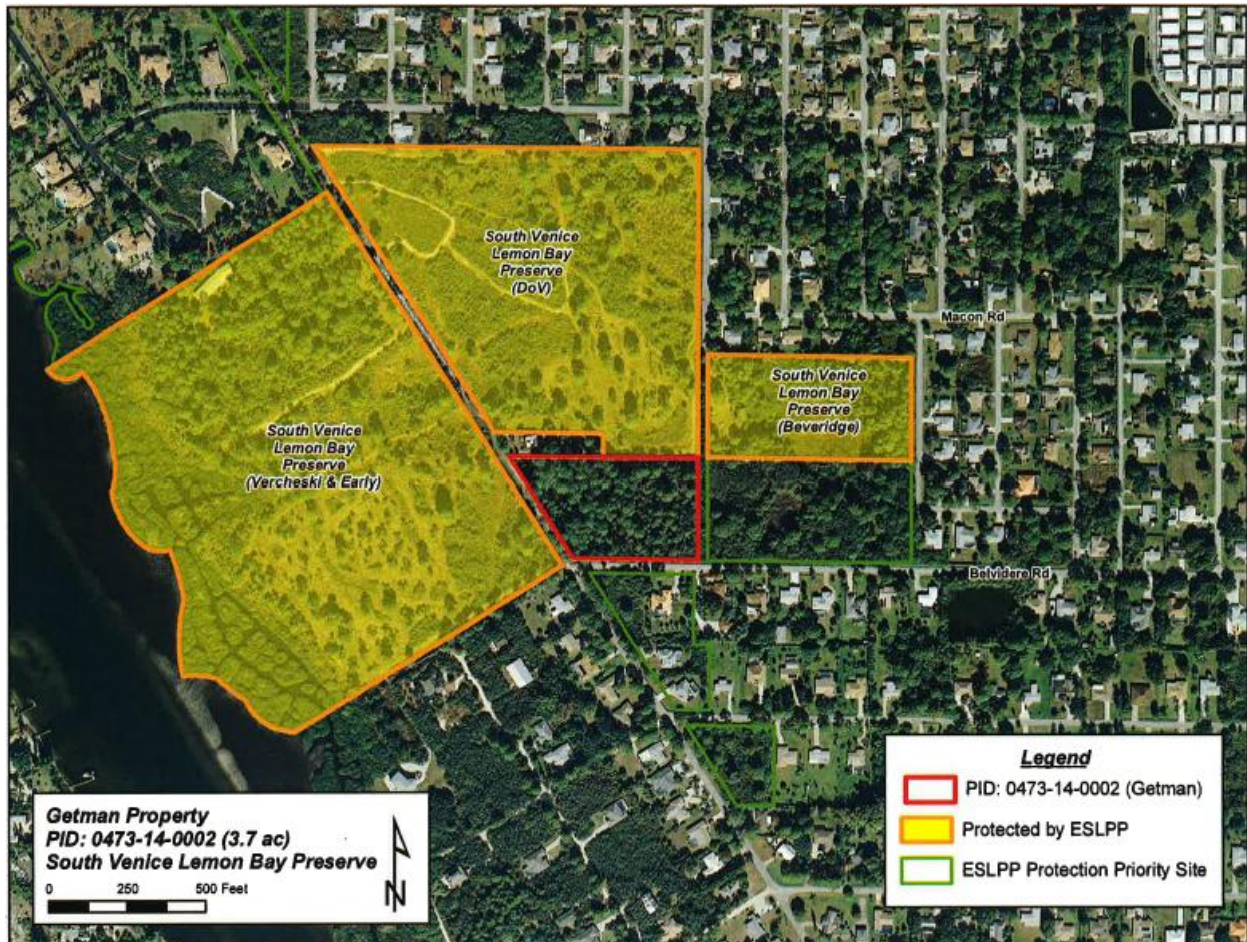 South Venice
Lemon Bay
Preserve
(DoV)
Macon Rd
South Venice
Lemon Bay
Preserve
(Beveridge)
South Venice
Lemon Bay
Preserve
(Vercheski & Early)
Belvidere Rd
Legend
PID: 0473-14-0002 (Getman)
Protected by ESLPP
ESLPP Protection Priority Site
Getman Property
PID: 0473-14-0002 (3.7 ac)
South Venice Lemon Bay Preserve
0 250 500 Feet
N